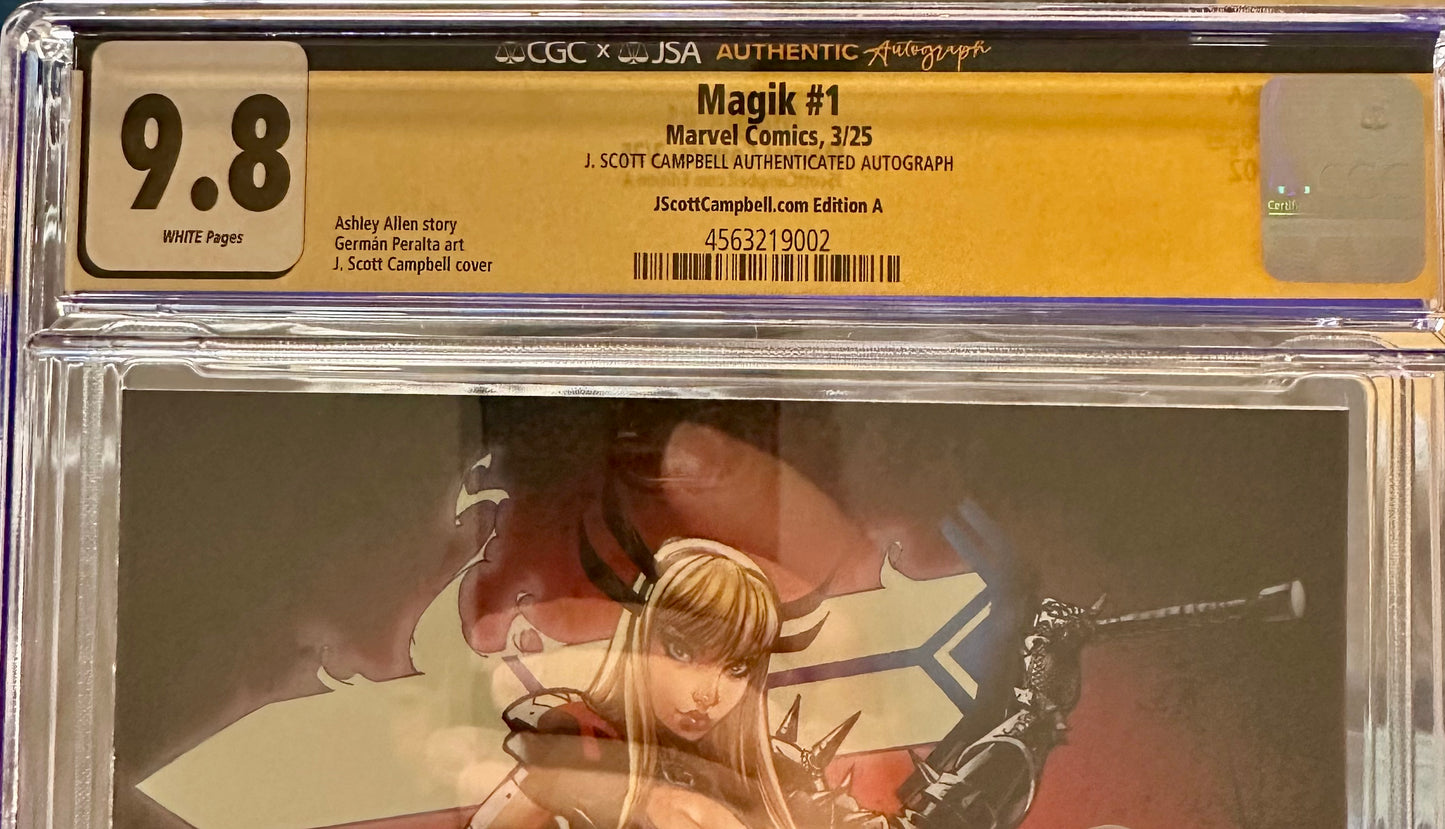 CGC x JSA AUTHENTIC Autograph
9.8
WHITE Pages
Magik #1
Marvel Comics, 3/25
J. SCOTT CAMPBELL AUTHENTICATED AUTOGRAPH
JScottCampbell.com Edition A
Ashley Allen story
Germán Peralta art
J. Scott Campbell cover
4563219002